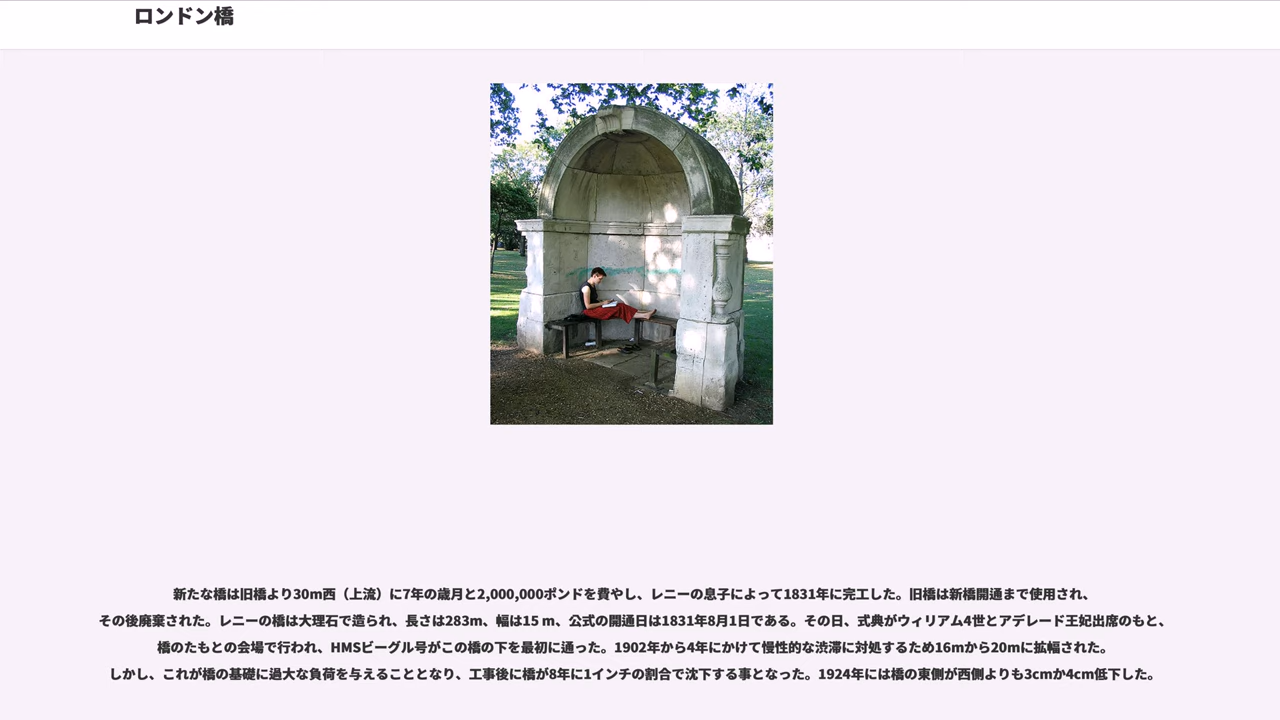 ロンドン橋
新たな橋は旧橋より30m西（上流）に7年の歳月と2,000,000ポンドを費やし、レニーの息子によって1831年に完工した。旧橋は新橋開通まで使用され、
その後廃棄された。レニーの橋は大理石で造られ、長さは283m、幅は15 m、公式の開通日は1831年8月1日である。その日、式典がウィリアム4世とアデレード王妃出席のもと、
橋のたもとの会場で行われ、HMSビーグル号がこの橋の下を最初に通った。1902年から4年にかけて慢性的な渋滞に対処するため16mから20mに拡幅された。
しかし、これが橋の基礎に過大な負荷を与えることとなり、工事後に橋が8年に1インチの割合で沈下する事となった。1924年には橋の東側が西側よりも3cmか4cm低下した。